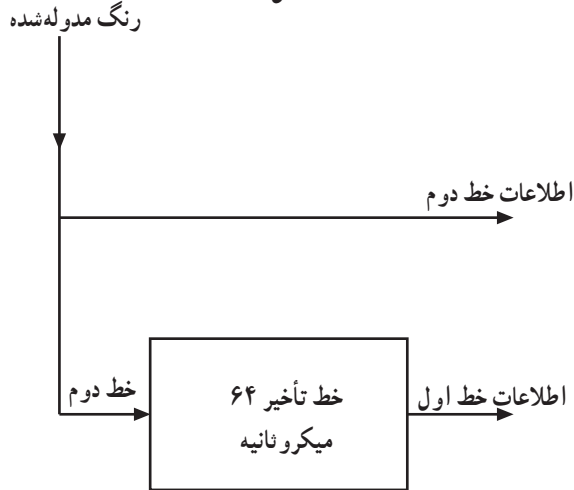 رنگ مدوله‌شده
اطلاعات خط دوم
خط دوم
خط تأخیر ۶۴
میکروثانیه
اطلاعات خط اول